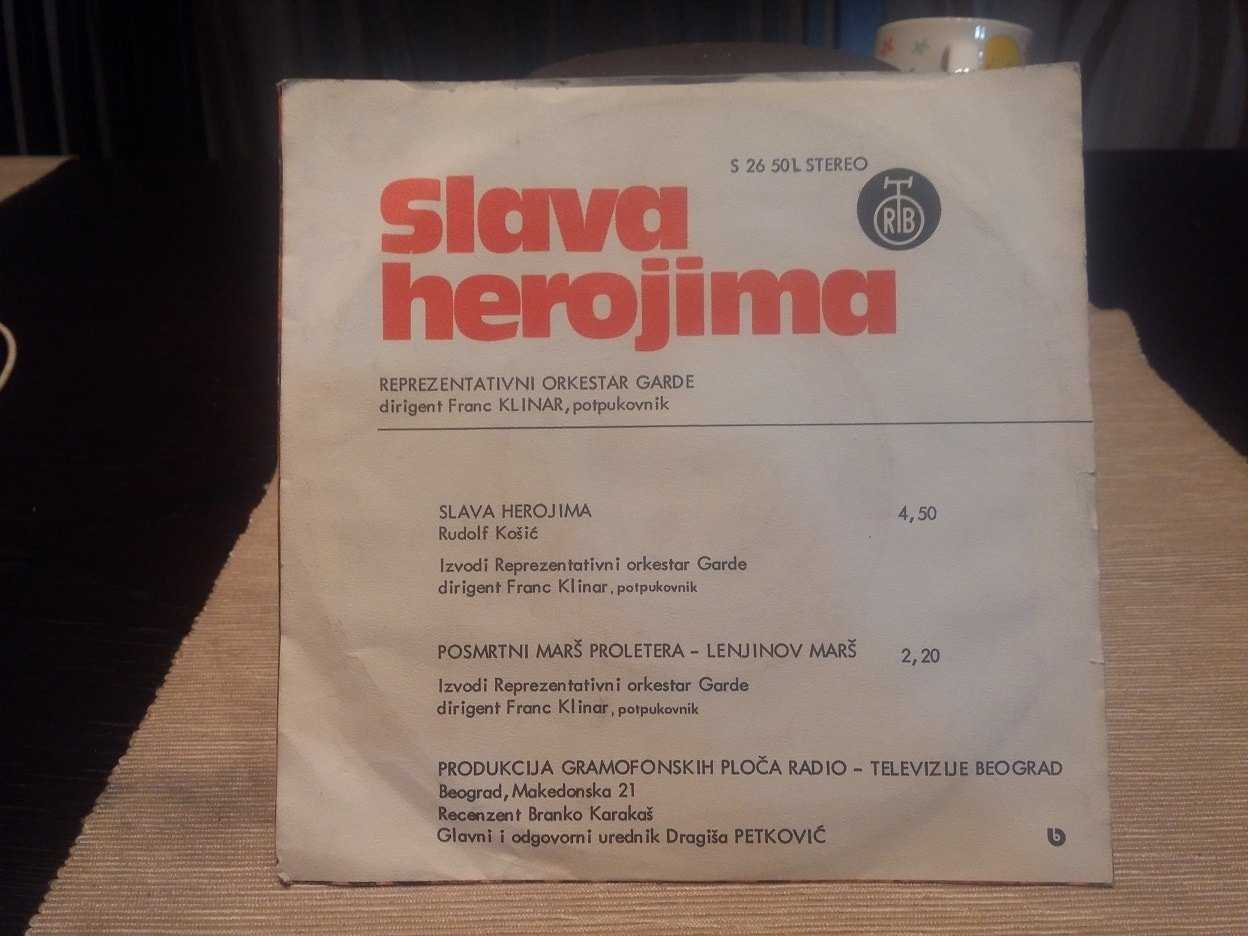 S 26 50L STEREO
RTB
Slava
herojima
REPREZENTATIVNI ORKESTAR GARDE
dirigent Franc KLINAR, potpukovnik
SLAVA HEROJIMA 4,50
Rudolf Košić
Izvodi Reprezentativni orkestar Garde
dirigent Franc Klinar, potpukovnik
POSMRTNI MARŠ PROLETERA - LENJINOV MARŠ 2,20
Izvodi Reprezentativni orkestar Garde
dirigent Franc Klinar, potpukovnik
PRODUKCIJA GRAMOFONSKIH PLOČA RADIO - TELEVIZIJE BEOGRAD
Beograd, Makedonska 21
Recenzent Branko Karakaš
Glavni i odgovorni urednik Dragiša PETKOVIĆ
b